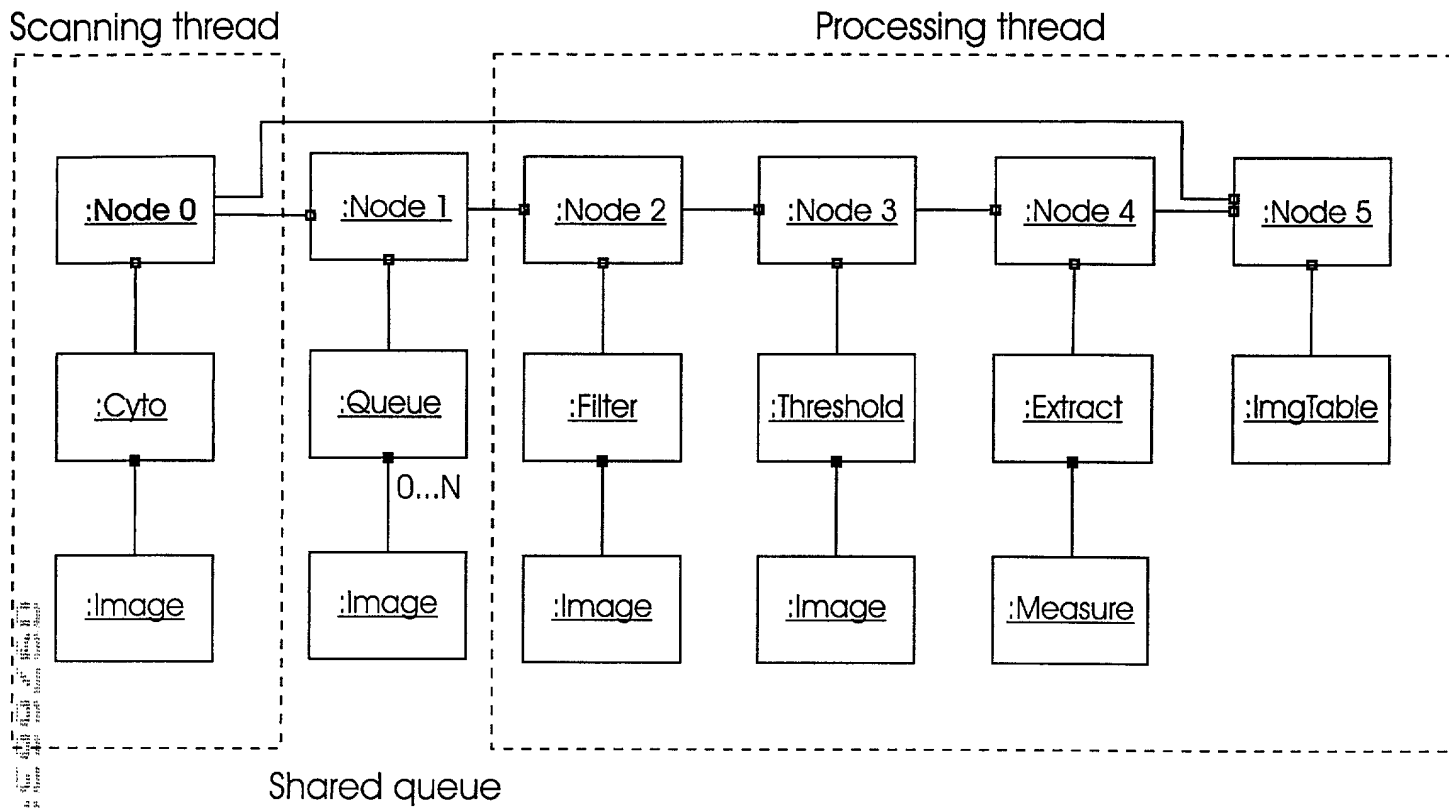 Scanning thread
Processing thread
:Node 0
:Node 1
:Node 2
:Node 3
:Node 4
:Node 5
:Cyto
:Queue
:Filter
:Threshold
:Extract
:ImgTable
0...N
:Image
:Image
:Image
:Image
:Measure
Shared queue